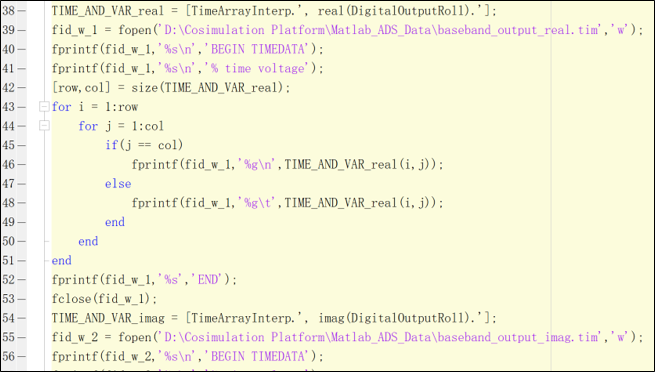 38 TIME_AND_VAR_real = [TimeArrayInterp.', real(DigitalOutputRoll).'];
39 fid_w_1 = fopen('D:\Cosimulation Platform\Matlab_ADS_Data\baseband_output_real.tim','w');
40 fprintf(fid_w_1,'%s\n','BEGIN TIMEDATA');
41 fprintf(fid_w_1,'%s\n','% time voltage');
42 [row,col] = size(TIME_AND_VAR_real);
43 for i = 1:row
44 for j = 1:col
45 if(j == col)
46 fprintf(fid_w_1,'%g\n',TIME_AND_VAR_real(i,j));
47 else
48 fprintf(fid_w_1,'%g\t',TIME_AND_VAR_real(i,j));
49 end
50 end
51 end
52 fprintf(fid_w_1,'%s','END');
53 fclose(fid_w_1);
54 TIME_AND_VAR_imag = [TimeArrayInterp.', imag(DigitalOutputRoll).'];
55 fid_w_2 = fopen('D:\Cosimulation Platform\Matlab_ADS_Data\baseband_output_imag.tim','w');
56 fprintf(fid_w_2,'%s\n','BEGIN TIMEDATA');